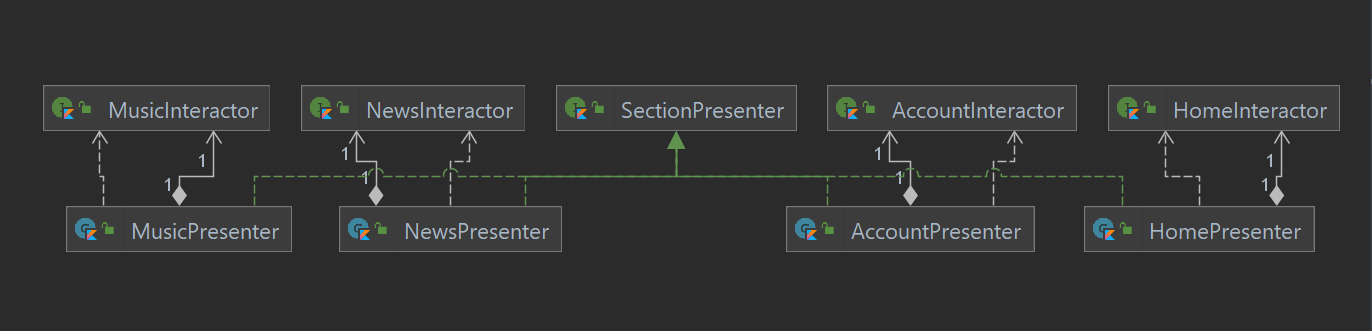 MusicInteractor
NewsInteractor
SectionPresenter
AccountInteractor
HomeInteractor
1
1
1
1
1
1
1
1
MusicPresenter
NewsPresenter
AccountPresenter
HomePresenter